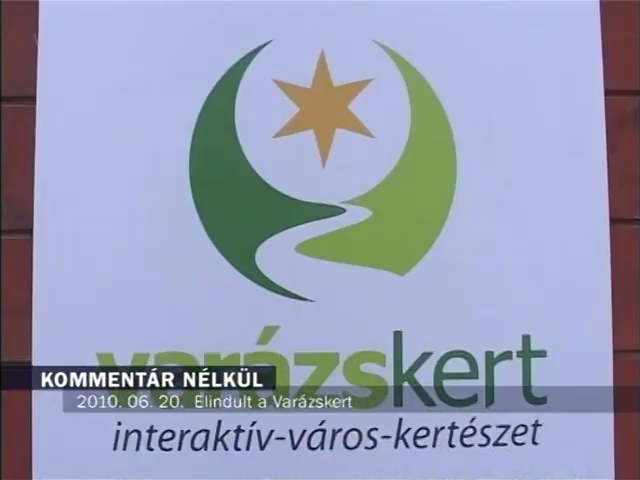 varázskert
KOMMENTÁR NÉLKÜL
2010. 06. 20. Elindult a Varázskert
interaktív-város-kertészet